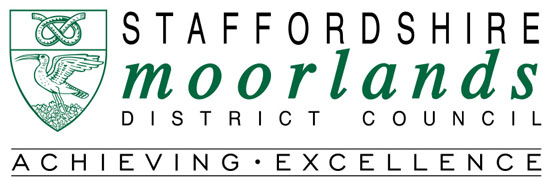 STAFFORDSHIRE
moorlands
DISTRICT COUNCIL
ACHIEVING · EXCELLENCE